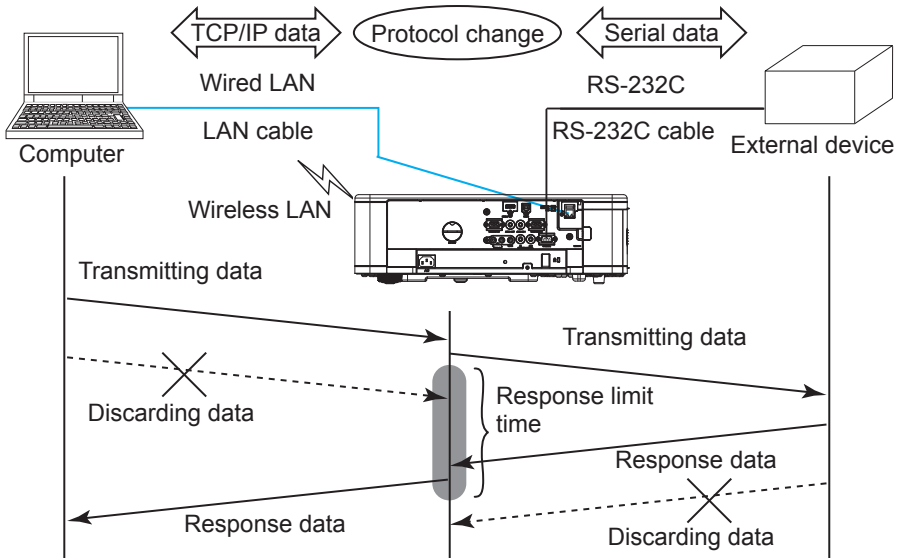 TCP/IP data
Protocol change
Serial data
Wired LAN
RS-232C
LAN cable
RS-232C cable
Computer
External device
Wireless LAN
Transmitting data
Transmitting data
Discarding data
Response limit
time
Response data
Response data
Discarding data